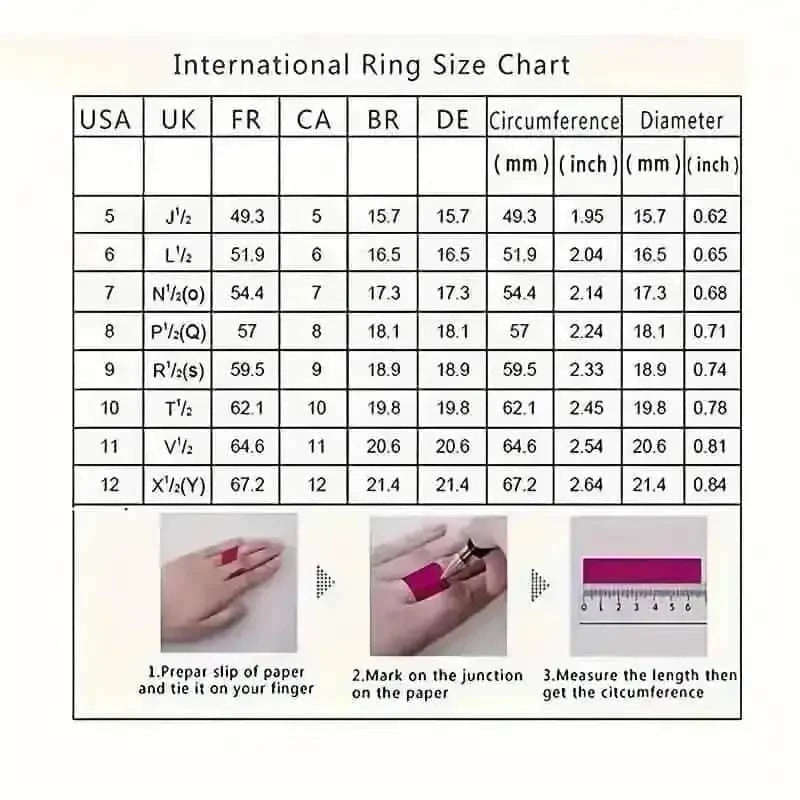 International Ring Size Chart
USA UK FR CA BR DE Circumference Diameter
(mm) (inch) (mm) (inch)
5 J¹/₂ 49.3 5 15.7 15.7 49.3 1.95 15.7 0.62
6 L¹/₂ 51.9 6 16.5 16.5 51.9 2.04 16.5 0.65
7 N¹/₂(o) 54.4 7 17.3 17.3 54.4 2.14 17.3 0.68
8 P¹/₂(Q) 57 8 18.1 18.1 57 2.24 18.1 0.71
9 R¹/₂(s) 59.5 9 18.9 18.9 59.5 2.33 18.9 0.74
10 T¹/₂ 62.1 10 19.8 19.8 62.1 2.45 19.8 0.78
11 V¹/₂ 64.6 11 20.6 20.6 64.6 2.54 20.6 0.81
12 X¹/₂(Y) 67.2 12 21.4 21.4 67.2 2.64 21.4 0.84
0 1 2 3 4 5 6
1.Prepar slip of paper
and tie it on your finger
2.Mark on the junction
on the paper
3.Measure the length then
get the citcumference